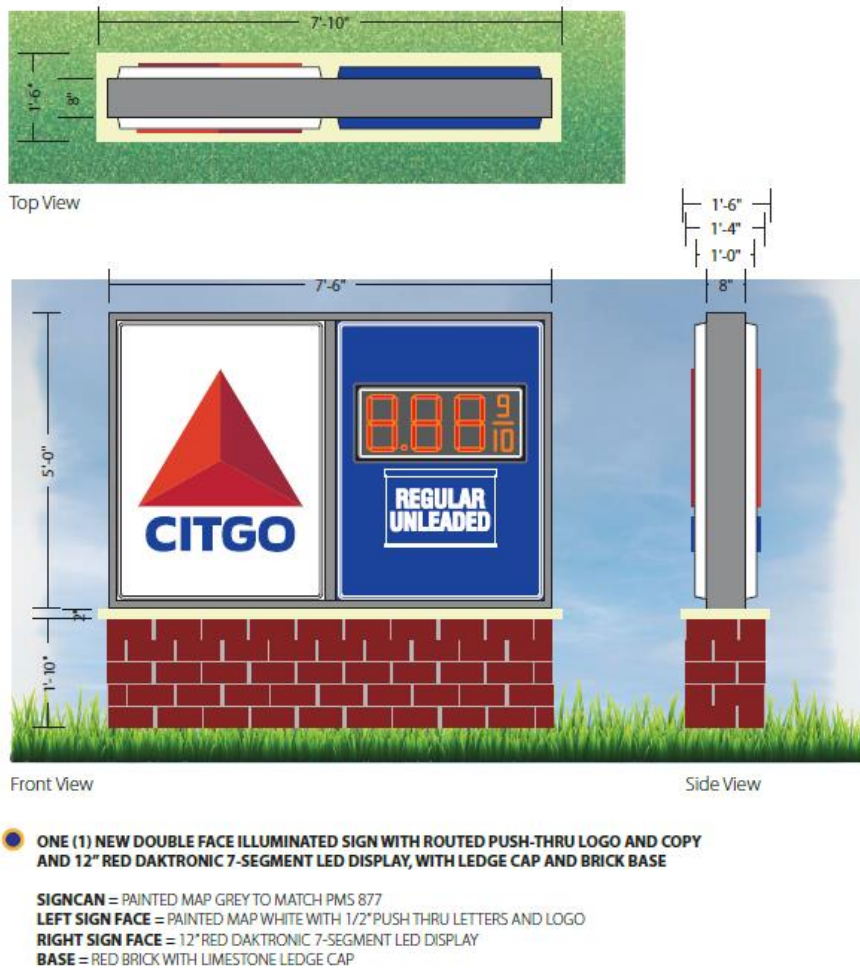 7'-10"
1'-6"
8"
Top View
1'-6"
1'-4"
1'-0"
8"
7'-6"
5'-0"
CITGO
8.88 9/10
REGULAR
UNLEADED
2"
1'-10"
Front View
Side View
ONE (1) NEW DOUBLE FACE ILLUMINATED SIGN WITH ROUTED PUSH-THRU LOGO AND COPY
AND 12" RED DAKTRONIC 7-SEGMENT LED DISPLAY, WITH LEDGE CAP AND BRICK BASE
SIGNCAN = PAINTED MAP GREY TO MATCH PMS 877
LEFT SIGN FACE = PAINTED MAP WHITE WITH 1/2" PUSH THRU LETTERS AND LOGO
RIGHT SIGN FACE = 12" RED DAKTRONIC 7-SEGMENT LED DISPLAY
BASE = RED BRICK WITH LIMESTONE LEDGE CAP